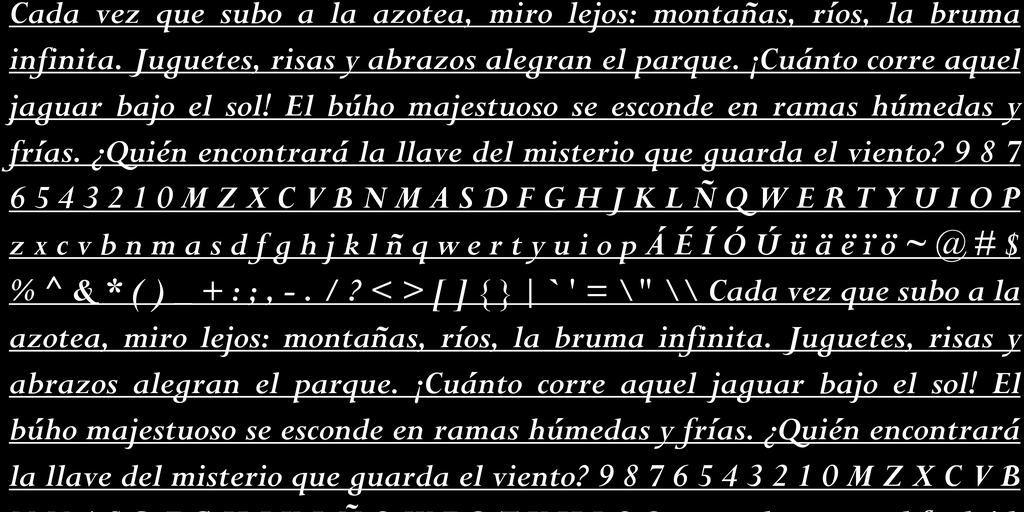 Cada vez que subo a la azotea, miro lejos: montañas, ríos, la bruma
infinita. Juguetes, risas y abrazos alegran el parque. ¡Cuánto corre aquel
jaguar bajo el sol! El búho majestuoso se esconde en ramas húmedas y
frías. ¿Quién encontrará la llave del misterio que guarda el viento? 9 8 7
6 5 4 3 2 1 0 M Z X C V B N M A S D F G H J K L Ñ Q W E R T Y U I O P
z x c v b n m a s d f g h j k l ñ q w e r t y u i o p Á É Í Ó Ú ü ä ë ï ö ~ @ # $
% ^ & * ( ) _ + : ; , - . / ? < > [ ] { } | ` ' = \ " \ \ Cada vez que subo a la
azotea, miro lejos: montañas, ríos, la bruma infinita. Juguetes, risas y
abrazos alegran el parque. ¡Cuánto corre aquel jaguar bajo el sol! El
búho majestuoso se esconde en ramas húmedas y frías. ¿Quién encontrará
la llave del misterio que guarda el viento? 9 8 7 6 5 4 3 2 1 0 M Z X C V B